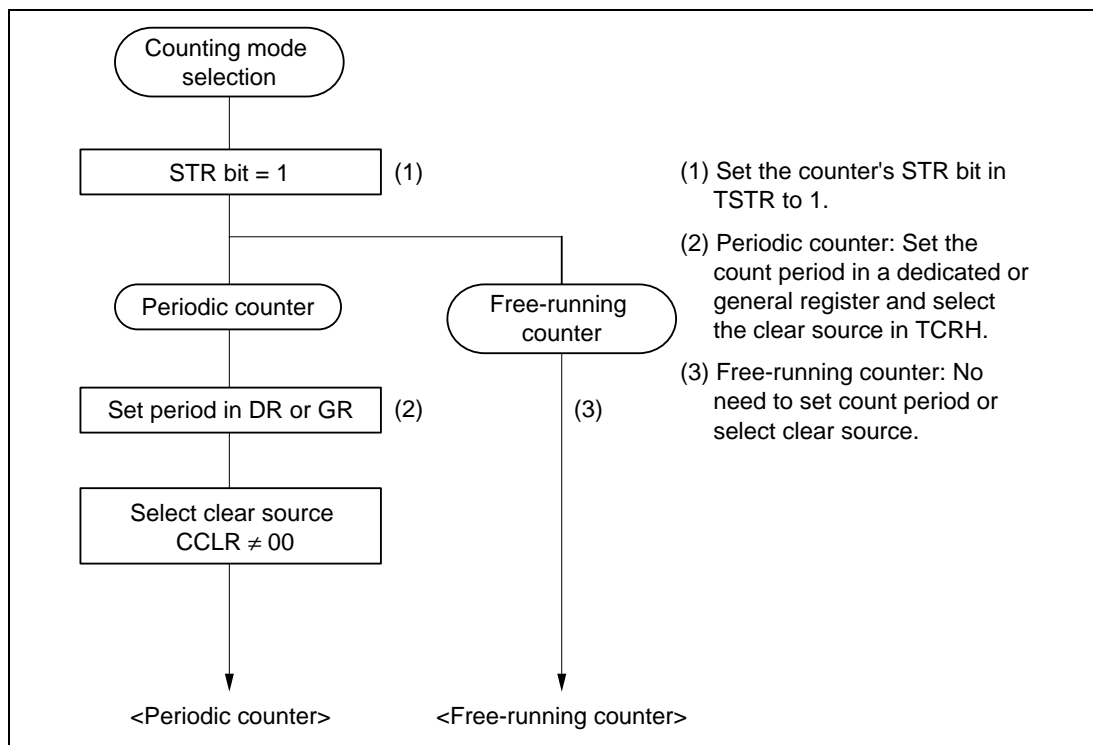 Counting mode
selection
STR bit = 1
(1)
Periodic counter
Free-running
counter
Set period in DR or GR
(2)
(3)
Select clear source
CCLR ≠ 00
<Periodic counter>
<Free-running counter>
(1) Set the counter's STR bit in
TSTR to 1.
(2) Periodic counter: Set the
count period in a dedicated or
general register and select
the clear source in TCRH.
(3) Free-running counter: No
need to set count period or
select clear source.